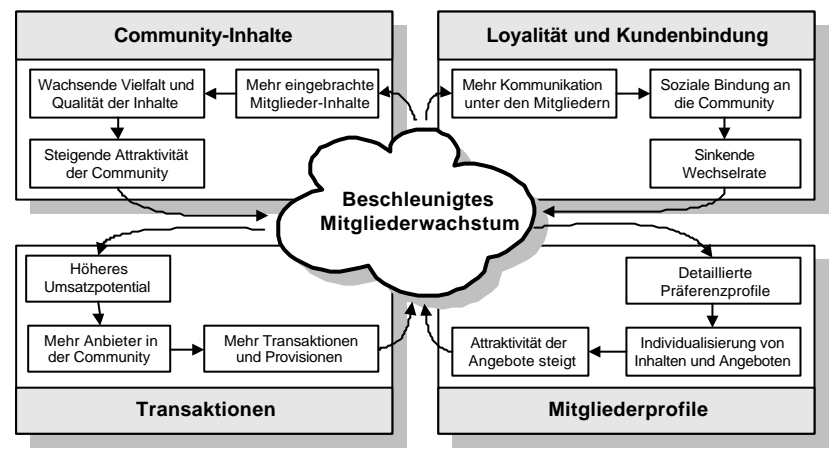 Community-Inhalte
Wachsende Vielfalt und
Qualität der Inhalte
Mehr eingebrachte
Mitglieder-Inhalte
Steigende Attraktivität
der Community
Loyalität und Kundenbindung
Mehr Kommunikation
unter den Mitgliedern
Soziale Bindung an
die Community
Sinkende
Wechselrate
Beschleunigtes
Mitgliederwachstum
Höheres
Umsatzpotential
Mehr Anbieter in
der Community
Mehr Transaktionen
und Provisionen
Transaktionen
Detaillierte
Präferenzprofile
Attraktivität der
Angebote steigt
Individualisierung von
Inhalten und Angeboten
Mitgliederprofile